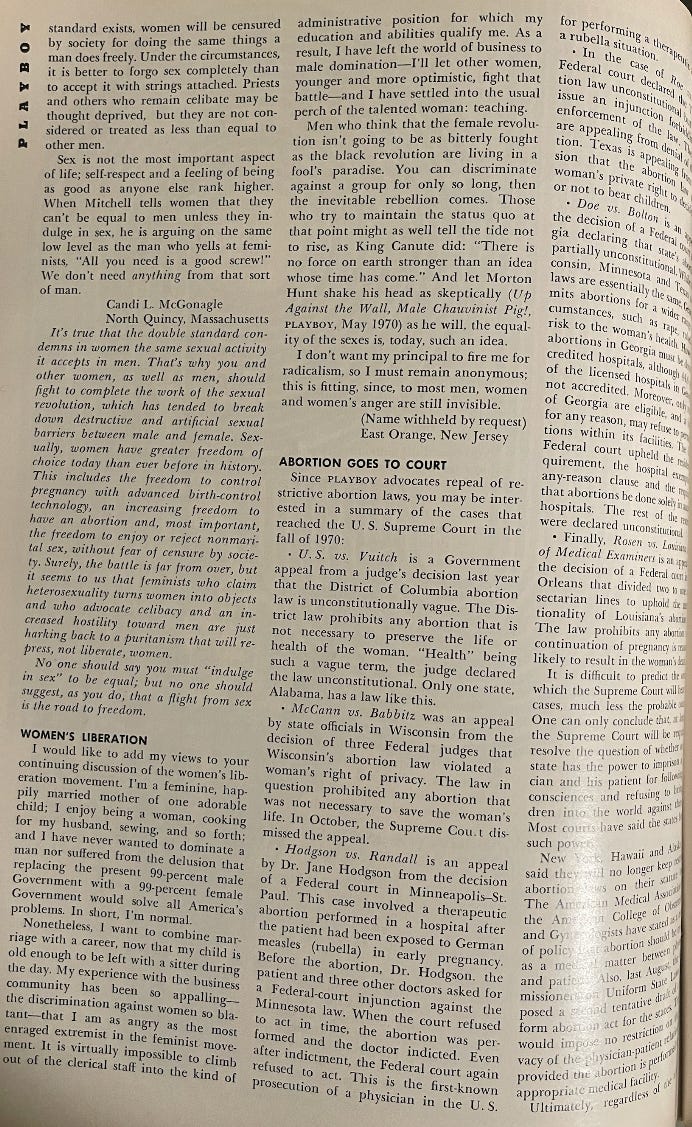 PLAYBOY
standard exists, women will be censured
by society for doing the same things a
man does freely. Under the circumstances,
it is better to forgo sex completely than
to accept it with strings attached. Priests
and others who remain celibate may be
thought deprived, but they are not con-
sidered or treated as less than equal to
other men.
Sex is not the most important aspect
of life; self-respect and a feeling of being
as good as anyone else rank higher.
When Mitchell tells women that they
can't be equal to men unless they in-
dulge in sex, he is arguing on the same
low level as the man who yells at femi-
nists, "All you need is a good screw!"
We don't need anything from that sort
of man.
Candi L. McGonagle
North Quincy, Massachusetts
It's true that the double standard con-
demns in women the same sexual activity
it accepts in men. That's why you and
other women, as well as men, should
fight to complete the work of the sexual
revolution, which has tended to break
down destructive and artificial sexual
barriers between male and female. Sex-
ually, women have greater freedom of
choice today than ever before in history.
This includes the freedom to control
pregnancy with advanced birth-control
technology, an increasing freedom to
have an abortion and, most important,
the freedom to enjoy or reject nonmari-
tal sex, without fear of censure by socie-
ty. Surely, the battle is far from over, but
it seems to us that feminists who claim
heterosexuality turns women into objects
and who advocate celibacy and an in-
creased hostility toward men are just
harking back to a puritanism that will re-
press, not liberate, women.
No one should say you must "indulge
in sex" to be equal; but no one should
suggest, as you do, that a flight from sex
is the road to freedom.
WOMEN'S LIBERATION
I would like to add my views to your
continuing discussion of the women's lib-
eration movement. I'm a feminine, hap-
pily married mother of one adorable
child; I enjoy being a woman, cooking
for my husband, sewing, and so forth;
and I have never wanted to dominate a
man nor suffered from the delusion that
replacing the present 99-percent male
Government with a 99-percent female
Government would solve all America's
problems. In short, I'm normal.
Nonetheless, I want to combine mar-
riage with a career, now that my child is
old enough to be left with a sitter during
the day. My experience with the business
community has been so appalling—
the discrimination against women so bla-
tant—that I am as angry as the most
enraged extremist in the feminist move-
ment. It is virtually impossible to climb
out of the clerical staff into the kind of
administrative position for which my
education and abilities qualify me. As a
result, I have left the world of business to
male domination—I'll let other women,
younger and more optimistic, fight that
battle—and I have settled into the usual
perch of the talented woman: teaching.
Men who think that the female revolu-
tion isn't going to be as bitterly fought
as the black revolution are living in a
fool's paradise. You can discriminate
against a group for only so long, then
the inevitable rebellion comes. Those
who try to maintain the status quo at
that point might as well tell the tide not
to rise, as King Canute did: "There is
no force on earth stronger than an idea
whose time has come." And let Morton
Hunt shake his head as skeptically (Up
Against the Wall, Male Chauvinist Pig!,
PLAYBOY, May 1970) as he will, the equal-
ity of the sexes is, today, such an idea.
I don't want my principal to fire me for
radicalism, so I must remain anonymous;
this is fitting, since, to most men, women
and women's anger are still invisible.
(Name withheld by request)
East Orange, New Jersey
ABORTION GOES TO COURT
Since PLAYBOY advocates repeal of re-
strictive abortion laws, you may be inter-
ested in a summary of the cases that
reached the U. S. Supreme Court in the
fall of 1970:
• U. S. vs. Vuitch is a Government
appeal from a judge's decision last year
that the District of Columbia abortion
law is unconstitutionally vague. The Dis-
trict law prohibits any abortion that is
not necessary to preserve the life or
health of the woman. "Health" being
such a vague term, the judge declared
the law unconstitutional. Only one state,
Alabama, has a law like this.
• McCann vs. Babbitz was an appeal
by state officials in Wisconsin from the
decision of three Federal judges that
Wisconsin's abortion law violated a
woman's right of privacy. The law in
question prohibited any abortion that
was not necessary to save the woman's
life. In October, the Supreme Court dis-
missed the appeal.
• Hodgson vs. Randall is an appeal
by Dr. Jane Hodgson from the decision
of a Federal court in Minneapolis–St.
Paul. This case involved a therapeutic
abortion performed in a hospital after
the patient had been exposed to German
measles (rubella) in early pregnancy.
Before the abortion, Dr. Hodgson, the
patient and three other doctors asked for
a Federal-court injunction against the
Minnesota law. When the court refused
to act in time, the abortion was per-
formed and the doctor indicted. Even
after indictment, the Federal court again
refused to act. This is the first-known
prosecution of a physician in the U. S.
for performing a therapeutic
a rubella situation.
• In the case of Roe
Federal court declared the
tion law unconstitutional
issue an injunction
enforcement of the law.
are appealing from denial
tion. Texas is appealing from
sion that the abortion
woman's private right to
or not to bear children.
• Doe vs. Bolton is an
the decision of a Federal
gia declaring that state's
partially unconstitutional.
consin, Minnesota and
laws are essentially the same.
mits abortions for a wider
cumstances, such as rape,
risk to the woman's health.
abortions in Georgia must be
credited hospitals, although
of the licensed hospitals in
not accredited. Moreover, only
of Georgia are eligible, and
for any reason, may refuse to
tions within its facilities. The
Federal court upheld the
quirement, the hospital
any-reason clause and the
that abortions be done solely in
hospitals. The rest of the
were declared unconstitutional.
• Finally, Rosen vs. Louisiana
of Medical Examiners is an
the decision of a Federal court
Orleans that divided two to
sectarian lines to uphold the
tionality of Louisiana's abortion
The law prohibits any abortion
continuation of pregnancy is
likely to result in the woman's
It is difficult to predict the
which the Supreme Court will
cases, much less the probable
One can only conclude that,
the Supreme Court will be
resolve the question of whether
state has the power to imprison
cian and his patient for following
consciences and refusing to
dren into the world against
Most courts have said the state
such power.
New York, Hawaii and
said they will no longer keep
abortion laws on their
The American Medical
the American College of
and Gynecologists have stated
of policy that abortion should be
as a medical matter between
and patient. Also, last August,
missioners on Uniform State
posed a second tentative draft
form abortion act for the states.
would impose no restriction on
vacy of the physician-patient
provided the abortion is performed
appropriate medical facility.
Ultimately, regardless of